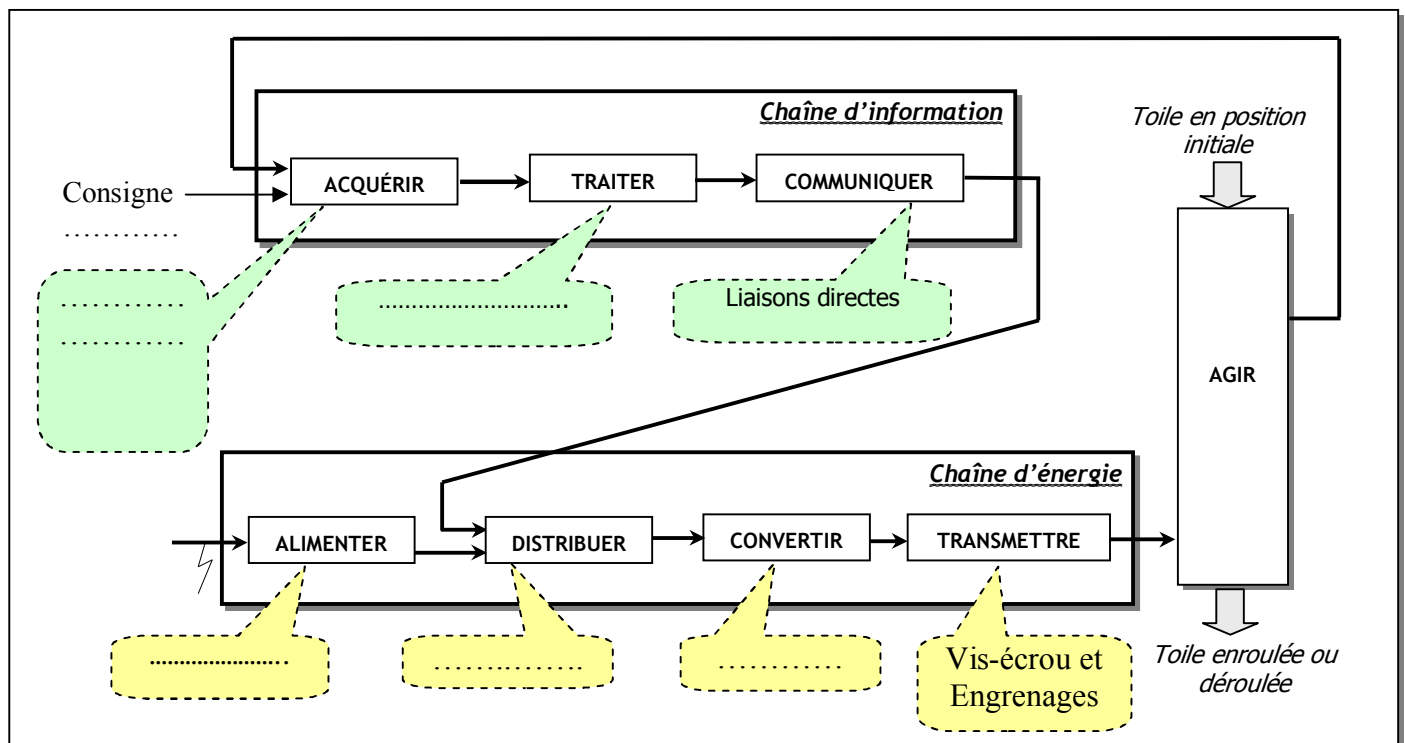 Chaîne d'information
Toile en position
initiale
ACQUÉRIR
TRAITER
COMMUNIQUER
Consigne
............
............
............
..............................
Liaisons directes
AGIR
Chaîne d'énergie
ALIMENTER
DISTRIBUER
CONVERTIR
TRANSMETTRE
.......................
..............
............
Vis-écrou et
Engrenages
Toile enroulée ou
déroulée